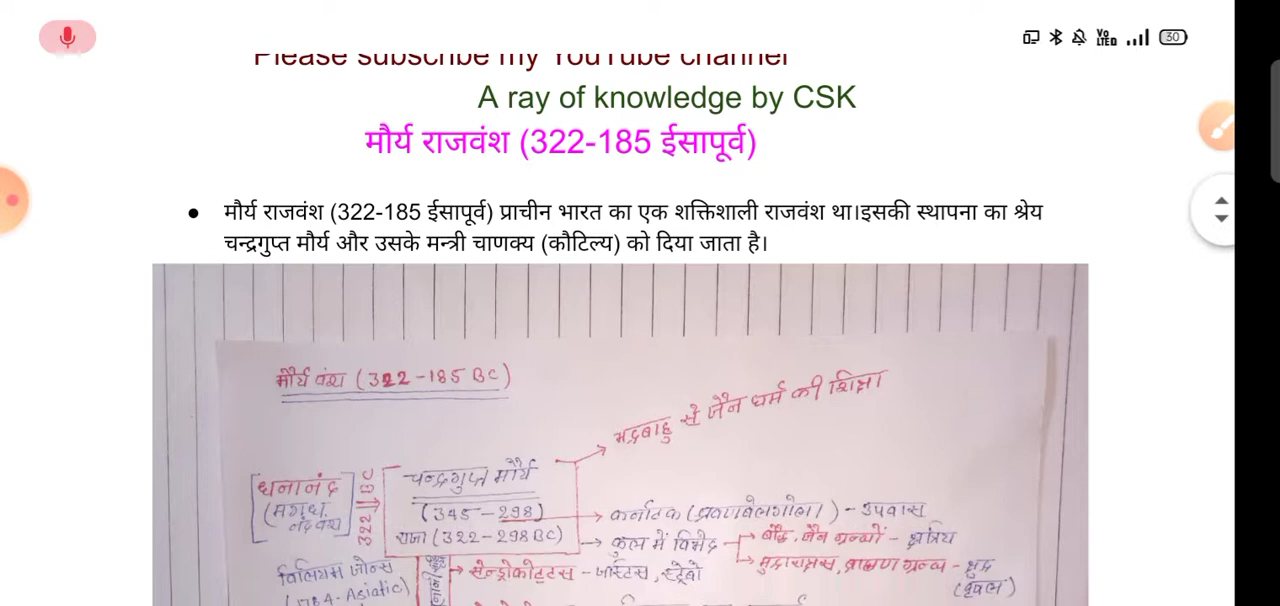 30
Please subscribe my YouTube channel
A ray of knowledge by CSK
मौर्य राजवंश (322-185 ईसापूर्व)
● मौर्य राजवंश (322-185 ईसापूर्व) प्राचीन भारत का एक शक्तिशाली राजवंश था।इसकी स्थापना का श्रेय
चन्द्रगुप्त मौर्य और उसके मन्त्री चाणक्य (कौटिल्य) को दिया जाता है।
मौर्य वंश (322-185 BC)
भद्रबाहु से जैन धर्म की शिक्षा
[धनानंद
(मगध,
नंद वंश)]
322 BC
चन्द्रगुप्त मौर्य
(345-298)
राजा (322-298 BC)
→ कर्नाटक (श्रवणबेलगोला) - उपवास
→ कुल में विभेद
→ बौद्ध, जैन ग्रन्थों - क्षत्रिय
→ मुद्राराक्षस, ब्राह्मण ग्रन्थ - शुद्र
(वृषल)
विलियम जोन्स
(1784-Asiatic)
→ सेन्ड्रोकोट्टस - जस्टिस, स्ट्रेबो